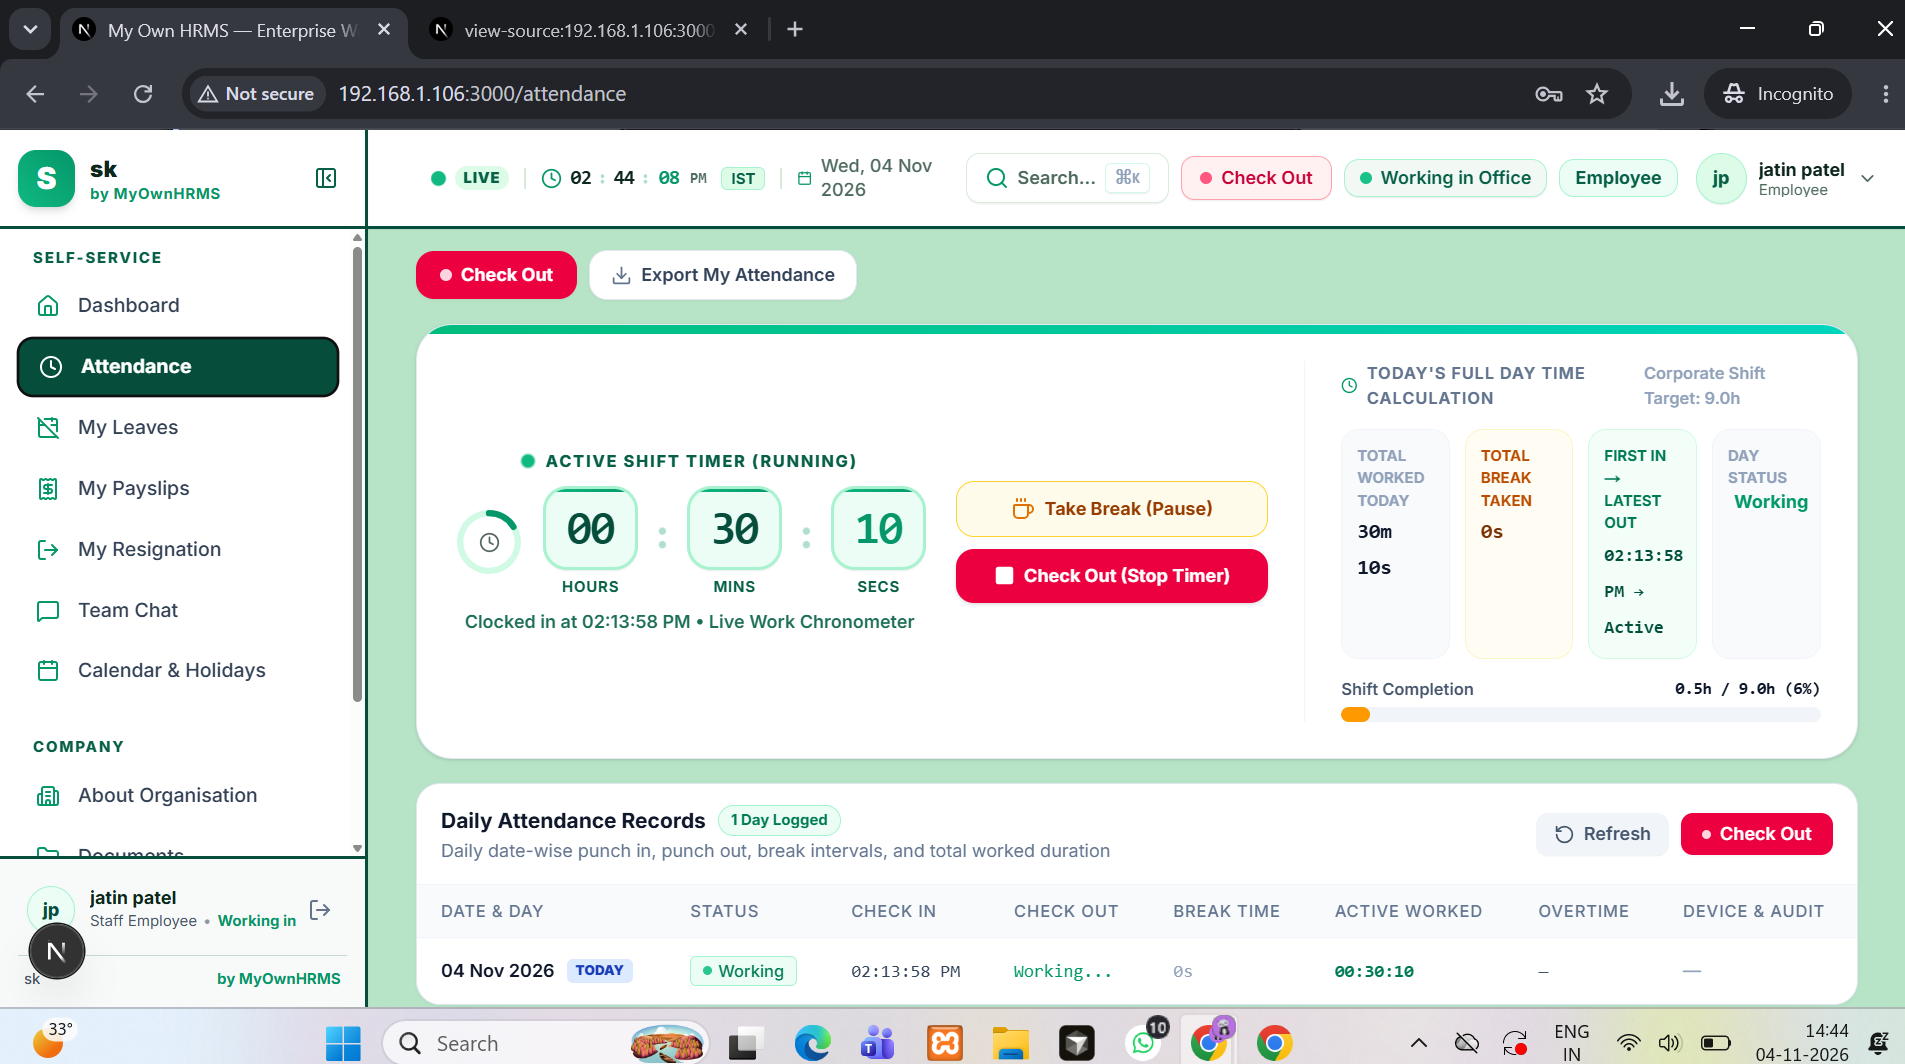 My Own HRMS — Enterprise W
view-source:192.168.1.106:3000
Not secure
192.168.1.106:3000/attendance
Incognito
S
sk
by MyOwnHRMS
LIVE
02 : 44 : 08 PM IST
Wed, 04 Nov
2026
Search... ⌘K
Check Out
Working in Office
Employee
jp
jatin patel
Employee
SELF-SERVICE
Dashboard
Attendance
My Leaves
My Payslips
My Resignation
Team Chat
Calendar & Holidays
COMPANY
About Organisation
Documents
jp
jatin patel
Staff Employee • Working in
N
sk
by MyOwnHRMS
Check Out
Export My Attendance
ACTIVE SHIFT TIMER (RUNNING)
00 : 30 : 10
HOURS MINS SECS
Clocked in at 02:13:58 PM • Live Work Chronometer
Take Break (Pause)
Check Out (Stop Timer)
TODAY'S FULL DAY TIME
CALCULATION
Corporate Shift
Target: 9.0h
TOTAL
WORKED
TODAY
30m
10s
TOTAL
BREAK
TAKEN
0s
FIRST IN
→
LATEST
OUT
02:13:58
PM →
Active
DAY
STATUS
Working
Shift Completion
0.5h / 9.0h (6%)
Daily Attendance Records
1 Day Logged
Daily date-wise punch in, punch out, break intervals, and total worked duration
Refresh
Check Out
DATE & DAY STATUS CHECK IN CHECK OUT BREAK TIME ACTIVE WORKED OVERTIME DEVICE & AUDIT
04 Nov 2026 TODAY Working 02:13:58 PM Working... 0s 00:30:10 — —
33°
Search
10
ENG
IN
14:44
04-11-2026